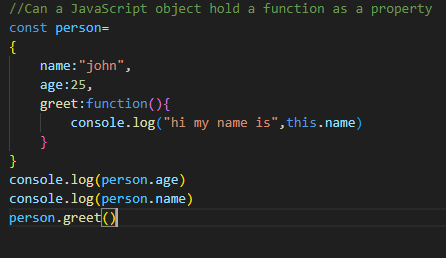 //Can a JavaScript object hold a function as a property
const person=
{
    name:"john",
    age:25,
    greet:function(){
        console.log("hi my name is",this.name)
    }
}
console.log(person.age)
console.log(person.name)
person.greet()